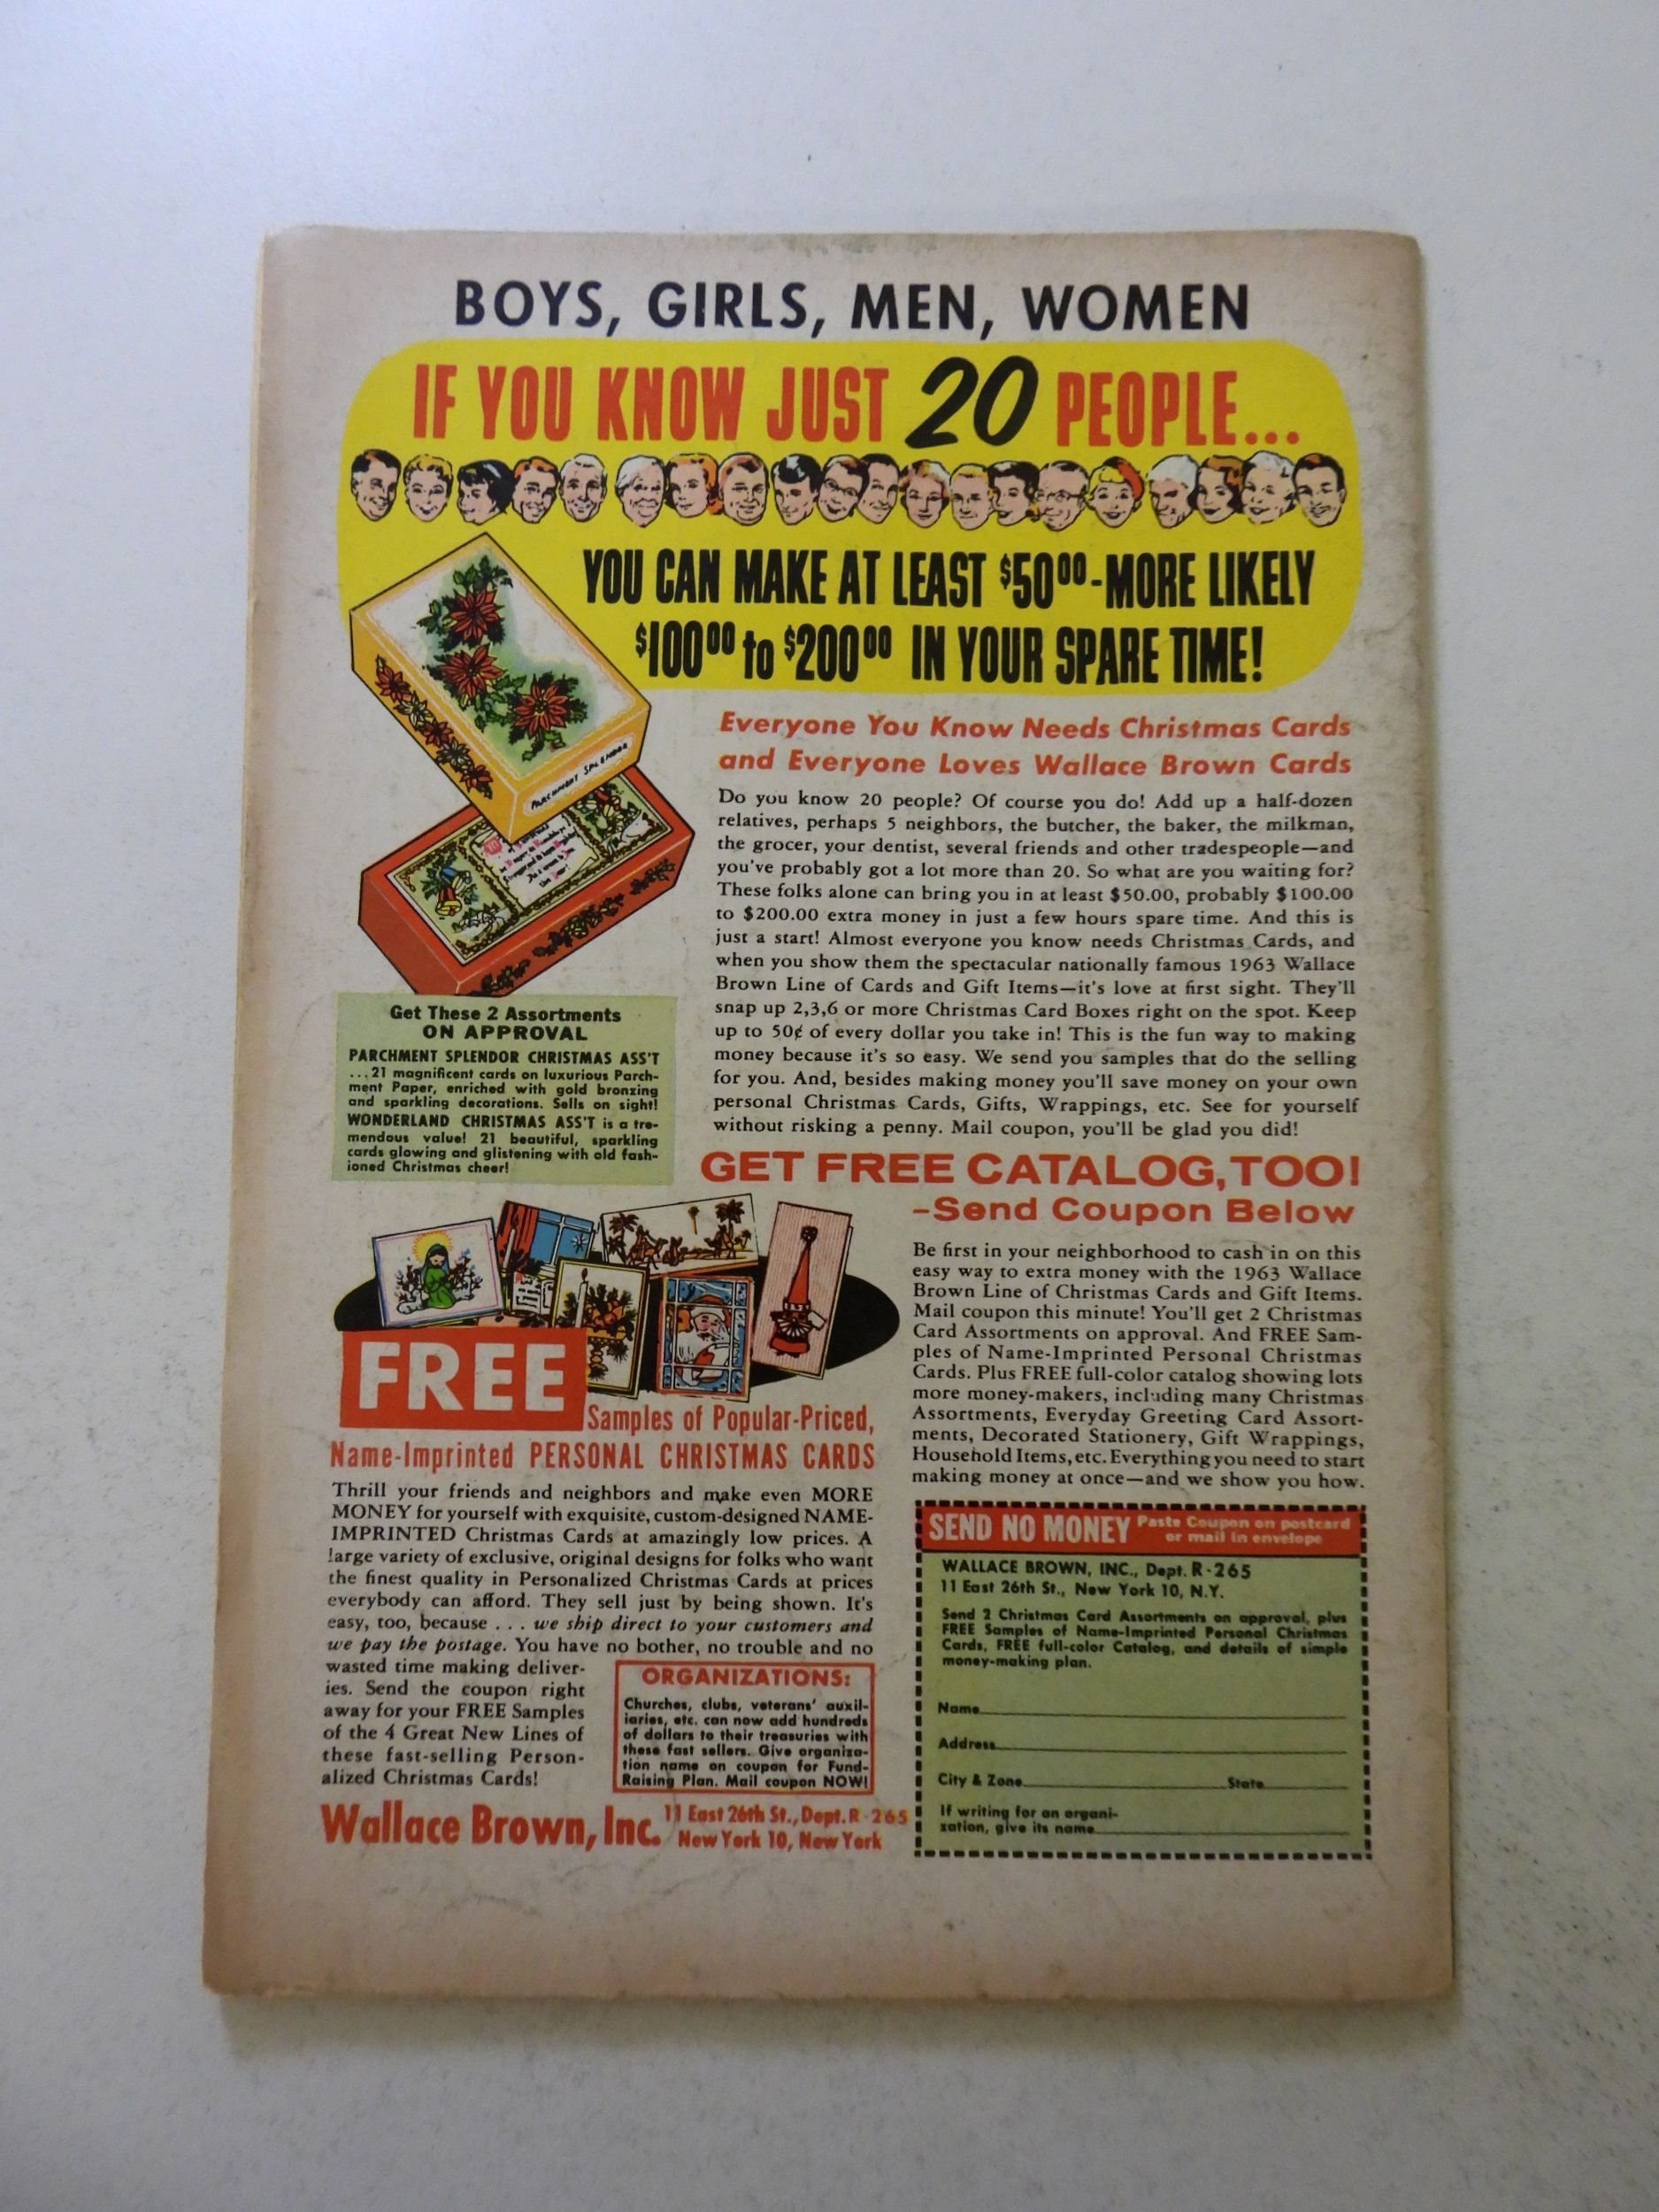 BOYS, GIRLS, MEN, WOMEN
IF YOU KNOW JUST 20 PEOPLE...
YOU CAN MAKE AT LEAST $50⁰⁰-MORE LIKELY
$100⁰⁰ to $200⁰⁰ IN YOUR SPARE TIME!
PARCHMENT SPLENDOR
Everyone You Know Needs Christmas Cards
and Everyone Loves Wallace Brown Cards
Do you know 20 people? Of course you do! Add up a half-dozen
relatives, perhaps 5 neighbors, the butcher, the baker, the milkman,
the grocer, your dentist, several friends and other tradespeople—and
you've probably got a lot more than 20. So what are you waiting for?
These folks alone can bring you in at least $50.00, probably $100.00
to $200.00 extra money in just a few hours spare time. And this is
just a start! Almost everyone you know needs Christmas Cards, and
when you show them the spectacular nationally famous 1963 Wallace
Brown Line of Cards and Gift Items—it's love at first sight. They'll
snap up 2,3,6 or more Christmas Card Boxes right on the spot. Keep
up to 50¢ of every dollar you take in! This is the fun way to making
money because it's so easy. We send you samples that do the selling
for you. And, besides making money you'll save money on your own
personal Christmas Cards, Gifts, Wrappings, etc. See for yourself
without risking a penny. Mail coupon, you'll be glad you did!
Get These 2 Assortments
ON APPROVAL
PARCHMENT SPLENDOR CHRISTMAS ASS'T
...21 magnificent cards on luxurious Parch-
ment Paper, enriched with gold bronzing
and sparkling decorations. Sells on sight!
WONDERLAND CHRISTMAS ASS'T is a tre-
mendous value! 21 beautiful, sparkling
cards glowing and glistening with old fash-
ioned Christmas cheer!
GET FREE CATALOG, TOO!
–Send Coupon Below
Be first in your neighborhood to cash in on this
easy way to extra money with the 1963 Wallace
Brown Line of Christmas Cards and Gift Items.
Mail coupon this minute! You'll get 2 Christmas
Card Assortments on approval. And FREE Sam-
ples of Name-Imprinted Personal Christmas
Cards. Plus FREE full-color catalog showing lots
more money-makers, including many Christmas
Assortments, Everyday Greeting Card Assort-
ments, Decorated Stationery, Gift Wrappings,
Household Items, etc. Everything you need to start
making money at once—and we show you how.
FREE Samples of Popular-Priced,
Name-Imprinted PERSONAL CHRISTMAS CARDS
Thrill your friends and neighbors and make even MORE
MONEY for yourself with exquisite, custom-designed NAME-
IMPRINTED Christmas Cards at amazingly low prices. A
large variety of exclusive, original designs for folks who want
the finest quality in Personalized Christmas Cards at prices
everybody can afford. They sell just by being shown. It's
easy, too, because . . . we ship direct to your customers and
we pay the postage. You have no bother, no trouble and no
wasted time making deliver-
ies. Send the coupon right
away for your FREE Samples
of the 4 Great New Lines of
these fast-selling Person-
alized Christmas Cards!
ORGANIZATIONS:
Churches, clubs, veterans' auxil-
iaries, etc. can now add hundreds
of dollars to their treasuries with
these fast sellers. Give organiza-
tion name on coupon for Fund-
Raising Plan. Mail coupon NOW!
Wallace Brown, Inc. 11 East 26th St., Dept. R-265
New York 10, New York
SEND NO MONEY Paste Coupon on postcard
or mail in envelope
WALLACE BROWN, INC., Dept. R-265
11 East 26th St., New York 10, N.Y.
Send 2 Christmas Card Assortments on approval, plus
FREE Samples of Name-Imprinted Personal Christmas
Cards, FREE full-color Catalog, and details of simple
money-making plan.
Name
Address
City & Zone State
If writing for an organi-
zation, give its name